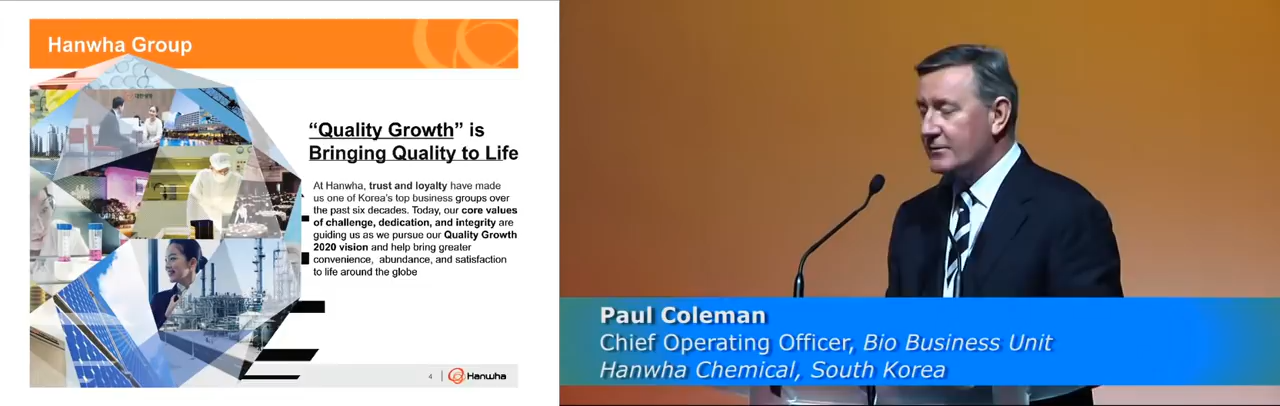 Hanwha Group
“Quality Growth” is
Bringing Quality to Life
At Hanwha, trust and loyalty have made
us one of Korea's top business groups over
the past six decades. Today, our core values
of challenge, dedication, and integrity are
guiding us as we pursue our Quality Growth
2020 vision and help bring greater
convenience, abundance, and satisfaction
to life around the globe
4
Hanwha
Paul Coleman
Chief Operating Officer, Bio Business Unit
Hanwha Chemical, South Korea